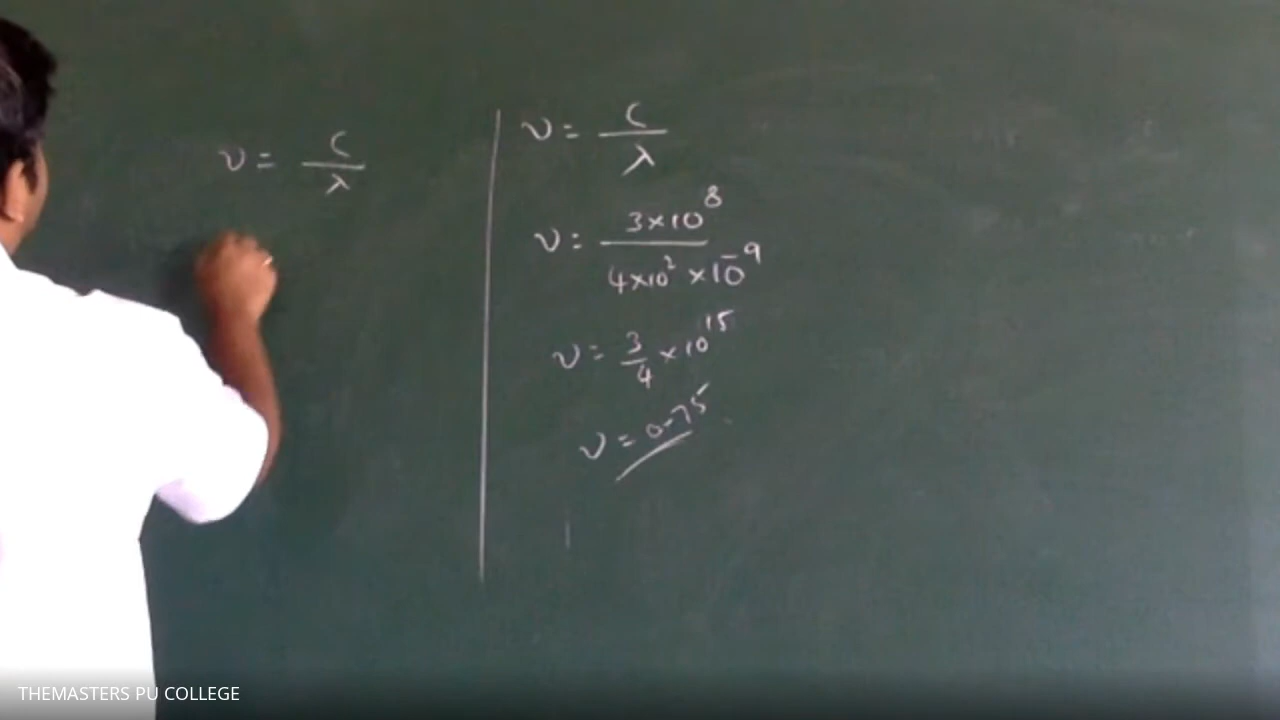 ν = C/λ
ν = C/λ
ν = 3×10⁸/4×10²×10⁻⁹
ν = 3/4 × 10¹⁵
ν = 0.75
THEMASTERS PU COLLEGE